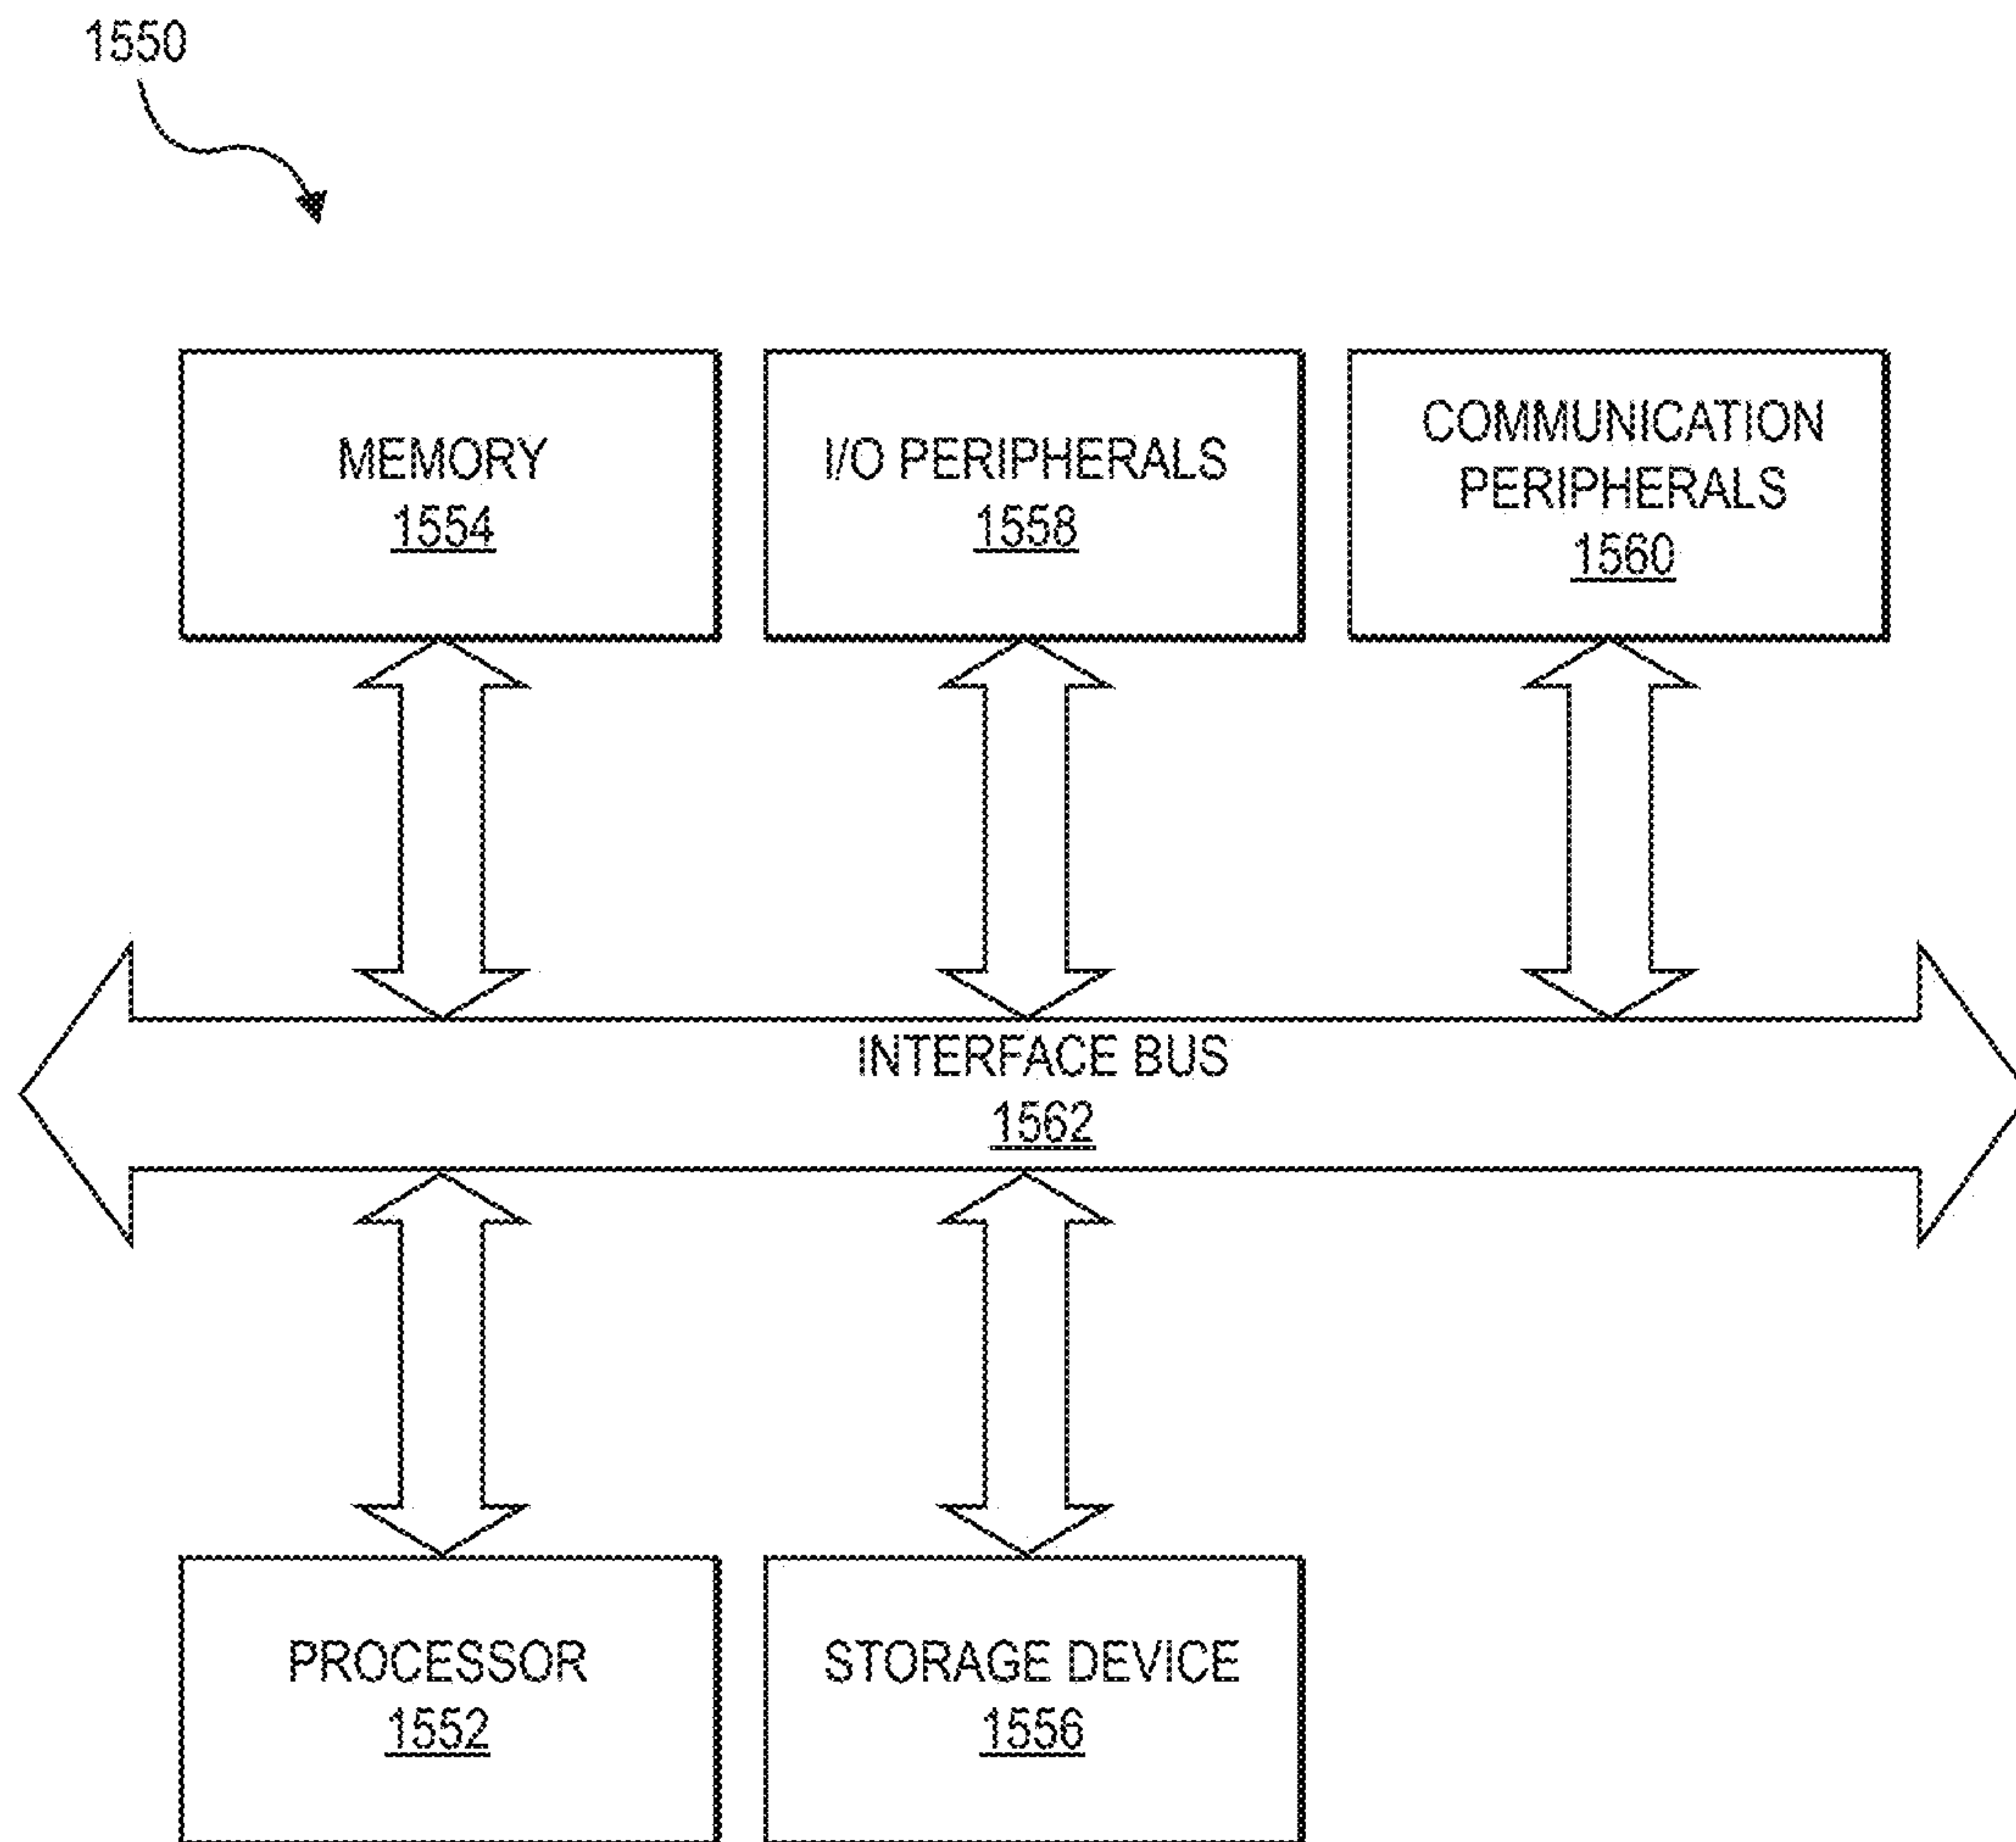 1550
MEMORY
1554
I/O PERIPHERALS
1558
COMMUNICATION
PERIPHERALS
1560
INTERFACE BUS
1562
PROCESSOR
1552
STORAGE DEVICE
1556